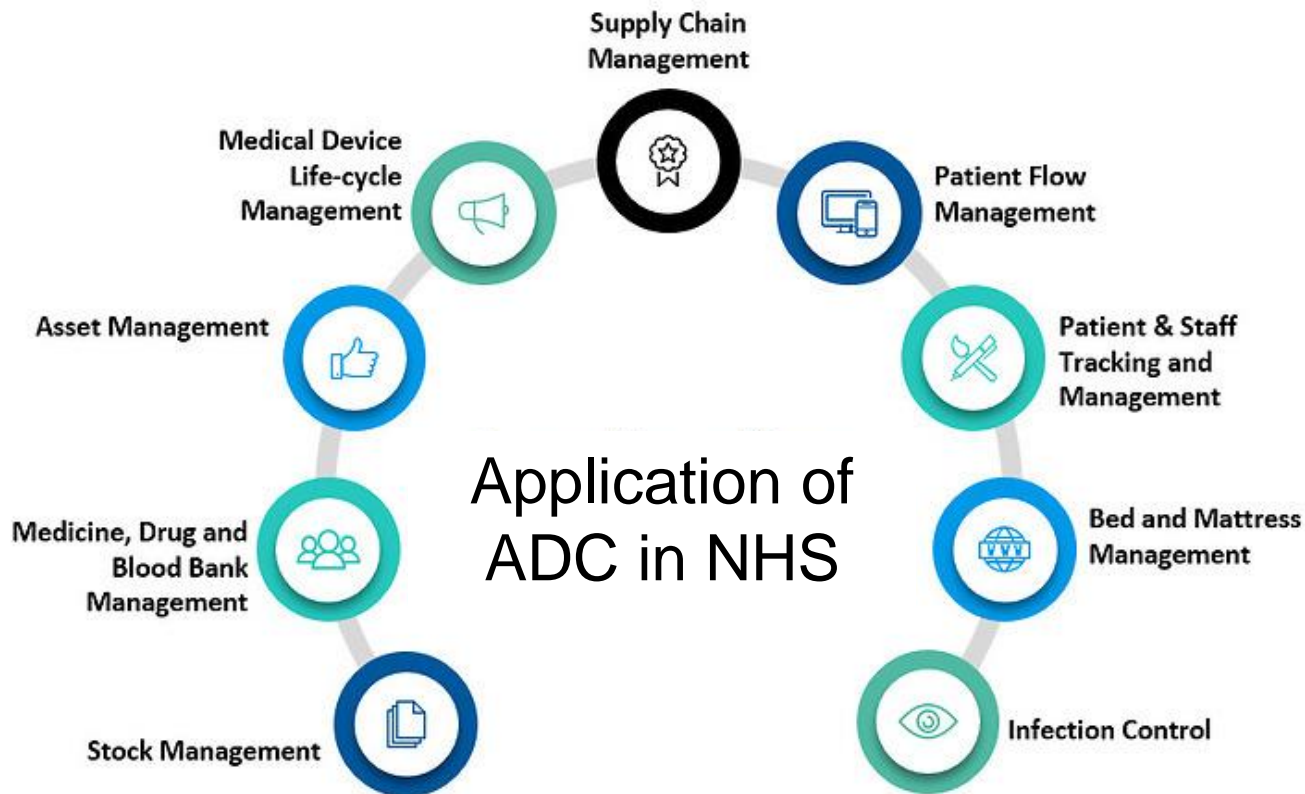 Supply Chain
Management
Medical Device
Life-cycle
Management
Patient Flow
Management
Asset Management
Patient & Staff
Tracking and
Management
Application of
ADC in NHS
Medicine, Drug and
Blood Bank
Management
Bed and Mattress
Management
Stock Management
Infection Control